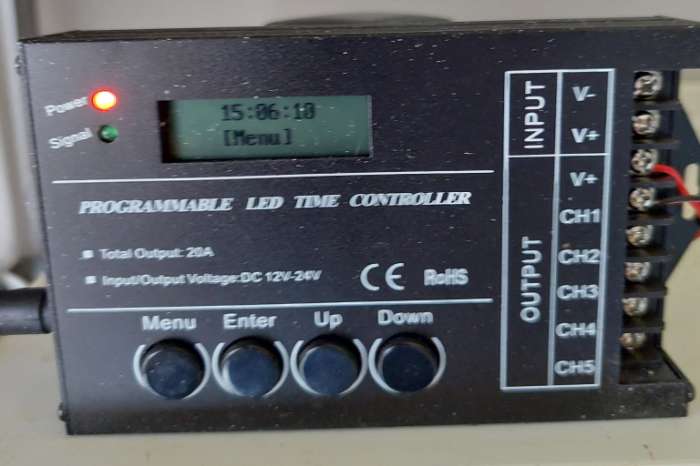 Power
Signal
15:06:10
[Menu]
PROGRAMMABLE LED TIME CONTROLLER
Total Output: 20A
Input/Output Voltage:DC 12V-24V
CE RoHS
Menu Enter Up Down
INPUT
V-
V+
OUTPUT
V+
CH1
CH2
CH3
CH4
CH5